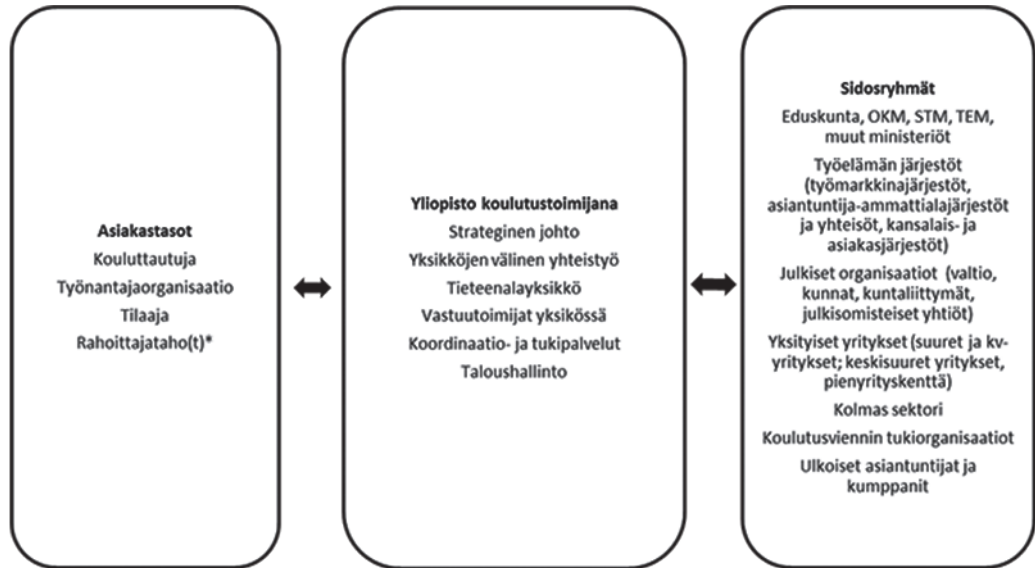 Asiakastasot
Kouluttautuja
Työnantajaorganisaatio
Tilaaja
Rahoittajataho(t)*
Yliopisto koulutustoimijana
Strateginen johto
Yksikköjen välinen yhteistyö
Tieteenalayksikkö
Vastuutoimijat yksikössä
Koordinaatio- ja tukipalvelut
Taloushallinto
Sidosryhmät
Eduskunta, OKM, STM, TEM,
muut ministeriöt
Työelämän järjestöt
(työmarkkinajärjestöt,
asiantuntija-ammattialajärjestöt
ja yhteisöt, kansalais- ja
asiakasjärjestöt)
Julkiset organisaatiot (valtio,
kunnat, kuntaliittymät,
julkisomisteiset yhtiöt)
Yksityiset yritykset (suuret ja kv-
yritykset; keskisuuret yritykset,
pienyrityskenttä)
Kolmas sektori
Koulutusviennin tukiorganisaatiot
Ulkoiset asiantuntijat ja
kumppanit